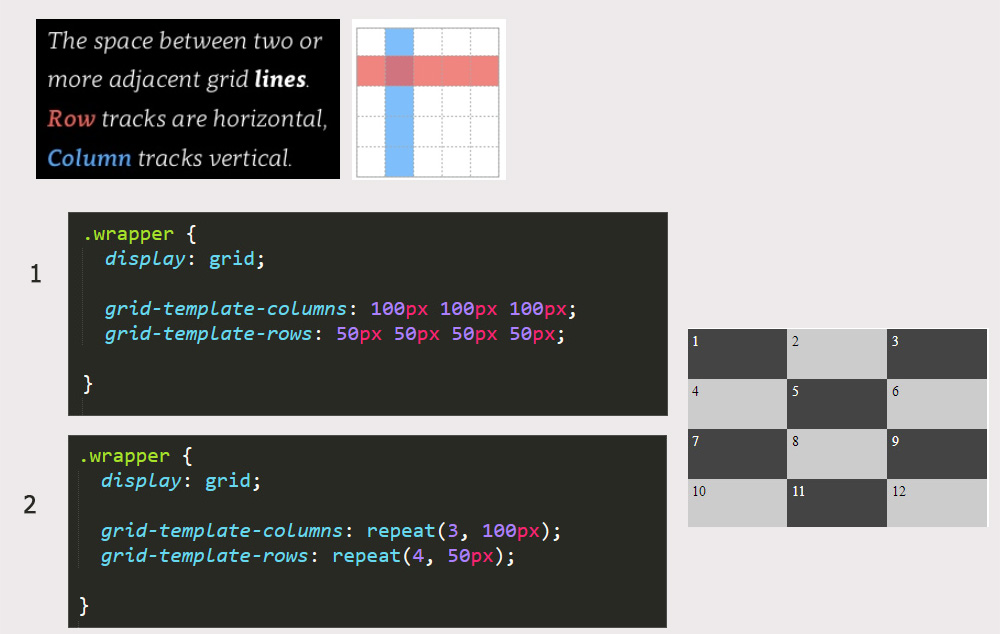 The space between two or
more adjacent grid lines.
Row tracks are horizontal,
Column tracks vertical.
1
.wrapper {
display: grid;
grid-template-columns: 100px 100px 100px;
grid-template-rows: 50px 50px 50px 50px;
}
2
.wrapper {
display: grid;
grid-template-columns: repeat(3, 100px);
grid-template-rows: repeat(4, 50px);
}
1 2 3
4 5 6
7 8 9
10 11 12